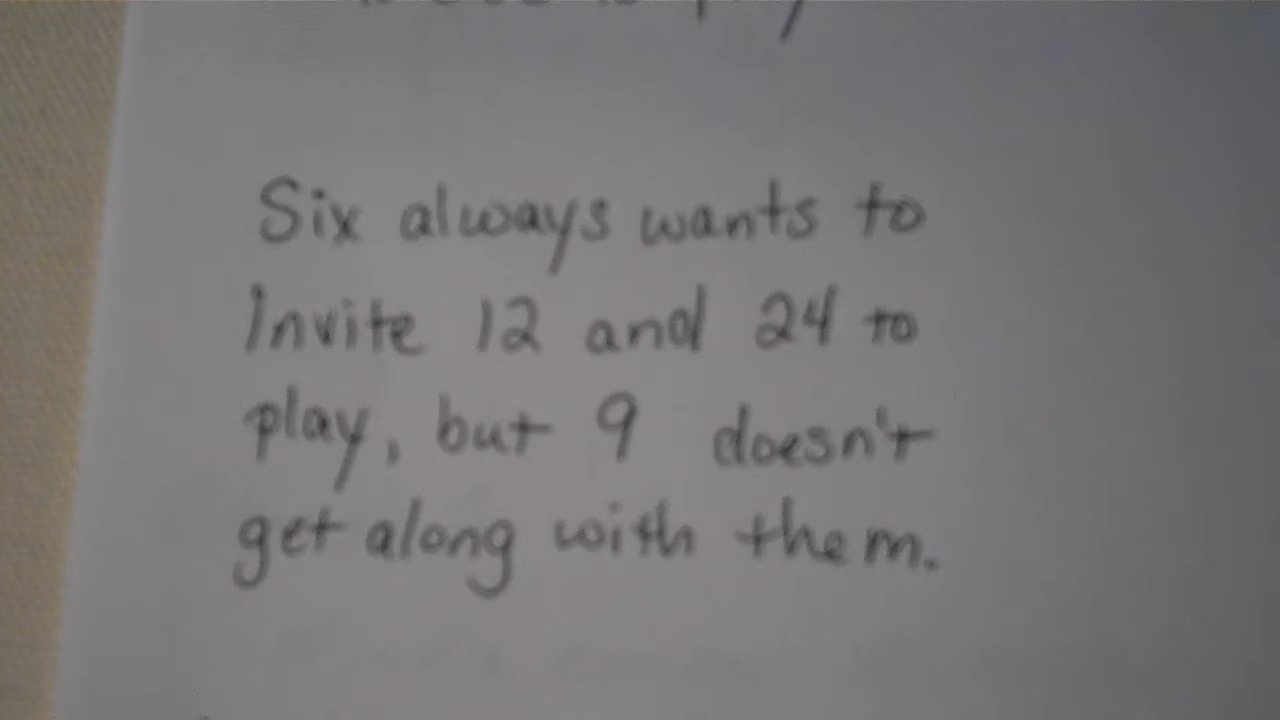 Six always wants to
Invite 12 and 24 to
play, but 9 doesn't
get along with them.